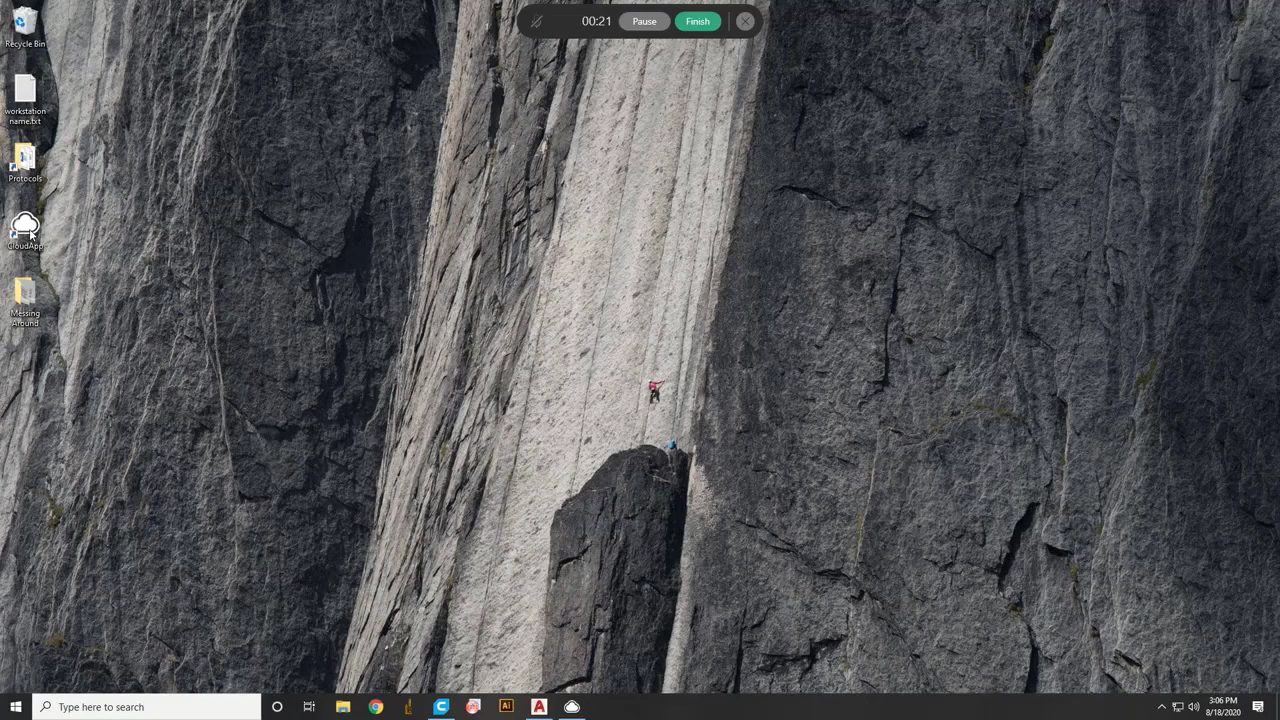 00:21 Pause Finish
Recycle Bin
workstation
name.txt
Protocols
CloudApp
Messing
Around
Type here to search
Ai
3:06 PM
8/18/2020